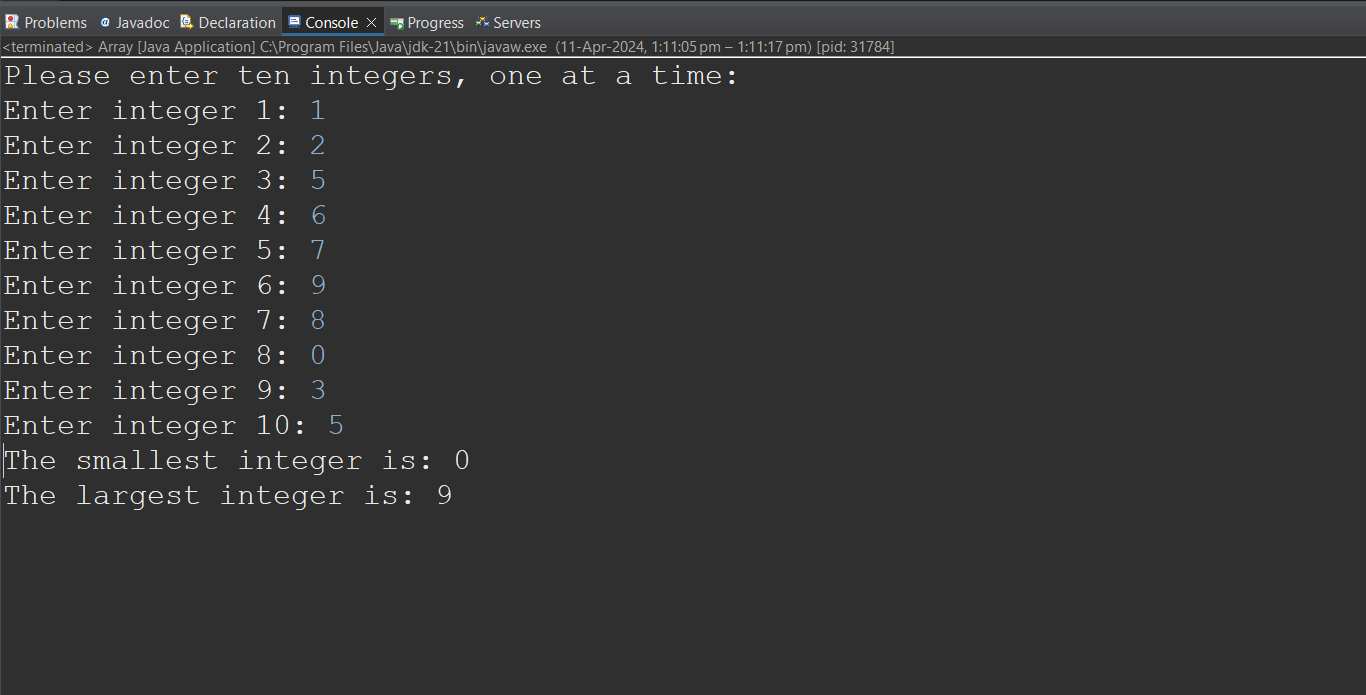 Problems Javadoc Declaration Console Progress Servers
<terminated> Array [Java Application] C:\Program Files\Java\jdk-21\bin\javaw.exe (11-Apr-2024, 1:11:05 pm – 1:11:17 pm) [pid: 31784]
Please enter ten integers, one at a time:
Enter integer 1: 1
Enter integer 2: 2
Enter integer 3: 5
Enter integer 4: 6
Enter integer 5: 7
Enter integer 6: 9
Enter integer 7: 8
Enter integer 8: 0
Enter integer 9: 3
Enter integer 10: 5
The smallest integer is: 0
The largest integer is: 9